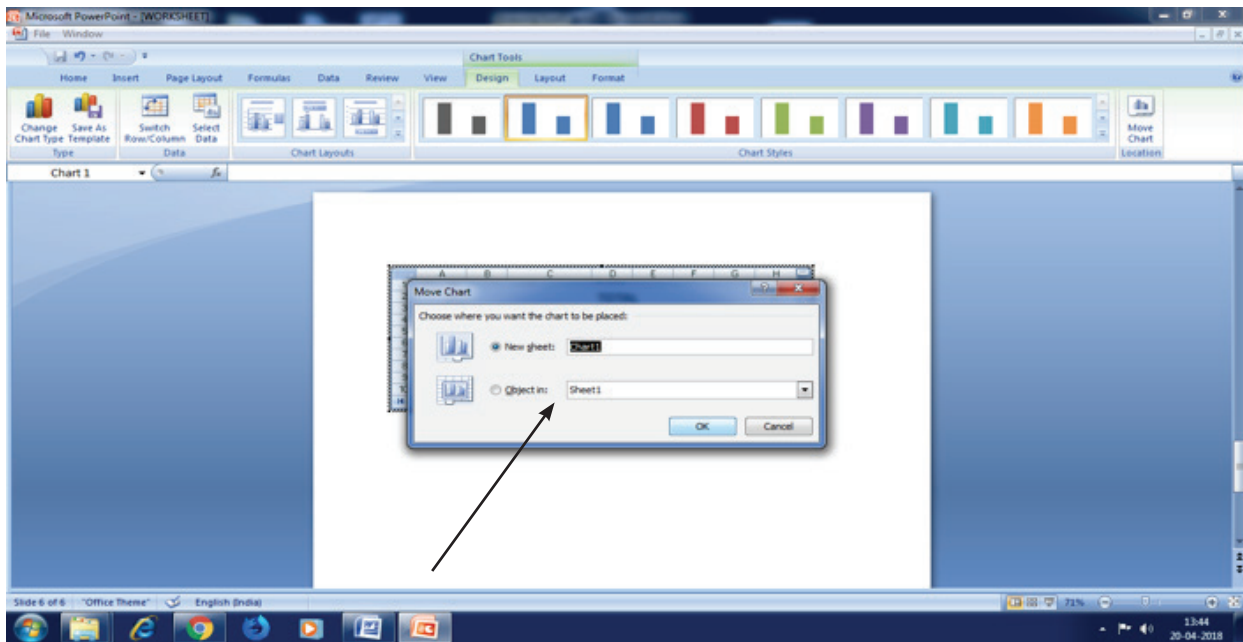 Microsoft PowerPoint - [WORKSHEET]
File Window
Chart Tools
Home Insert Page Layout Formulas Data Review View Design Layout Format
Change Chart Type
Save As Template
Switch Row/Column
Select Data
Move Chart
Type Data Chart Layouts Chart Styles Location
Chart 1 fx
A B C D E F G H
Move Chart
Choose where you want the chart to be placed:
New sheet: Chart1
Object in: Sheet1
OK Cancel
Slide 6 of 6 "Office Theme" English (India) 71%
13:44
20-04-2018